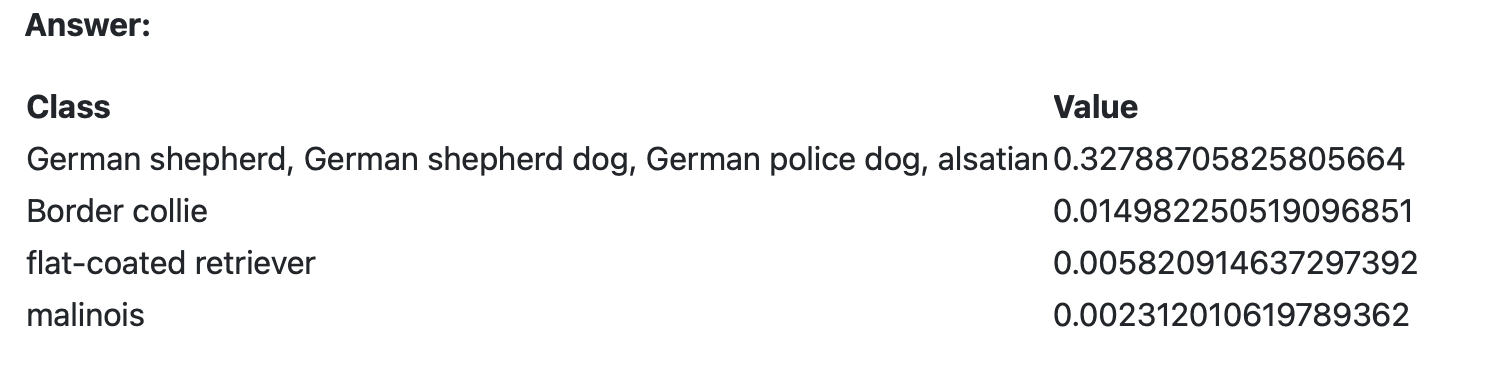 Answer:
Class Value
German shepherd, German shepherd dog, German police dog, alsatian 0.32788705825805664
Border collie 0.014982250519096851
flat-coated retriever 0.005820914637297392
malinois 0.002312010619789362